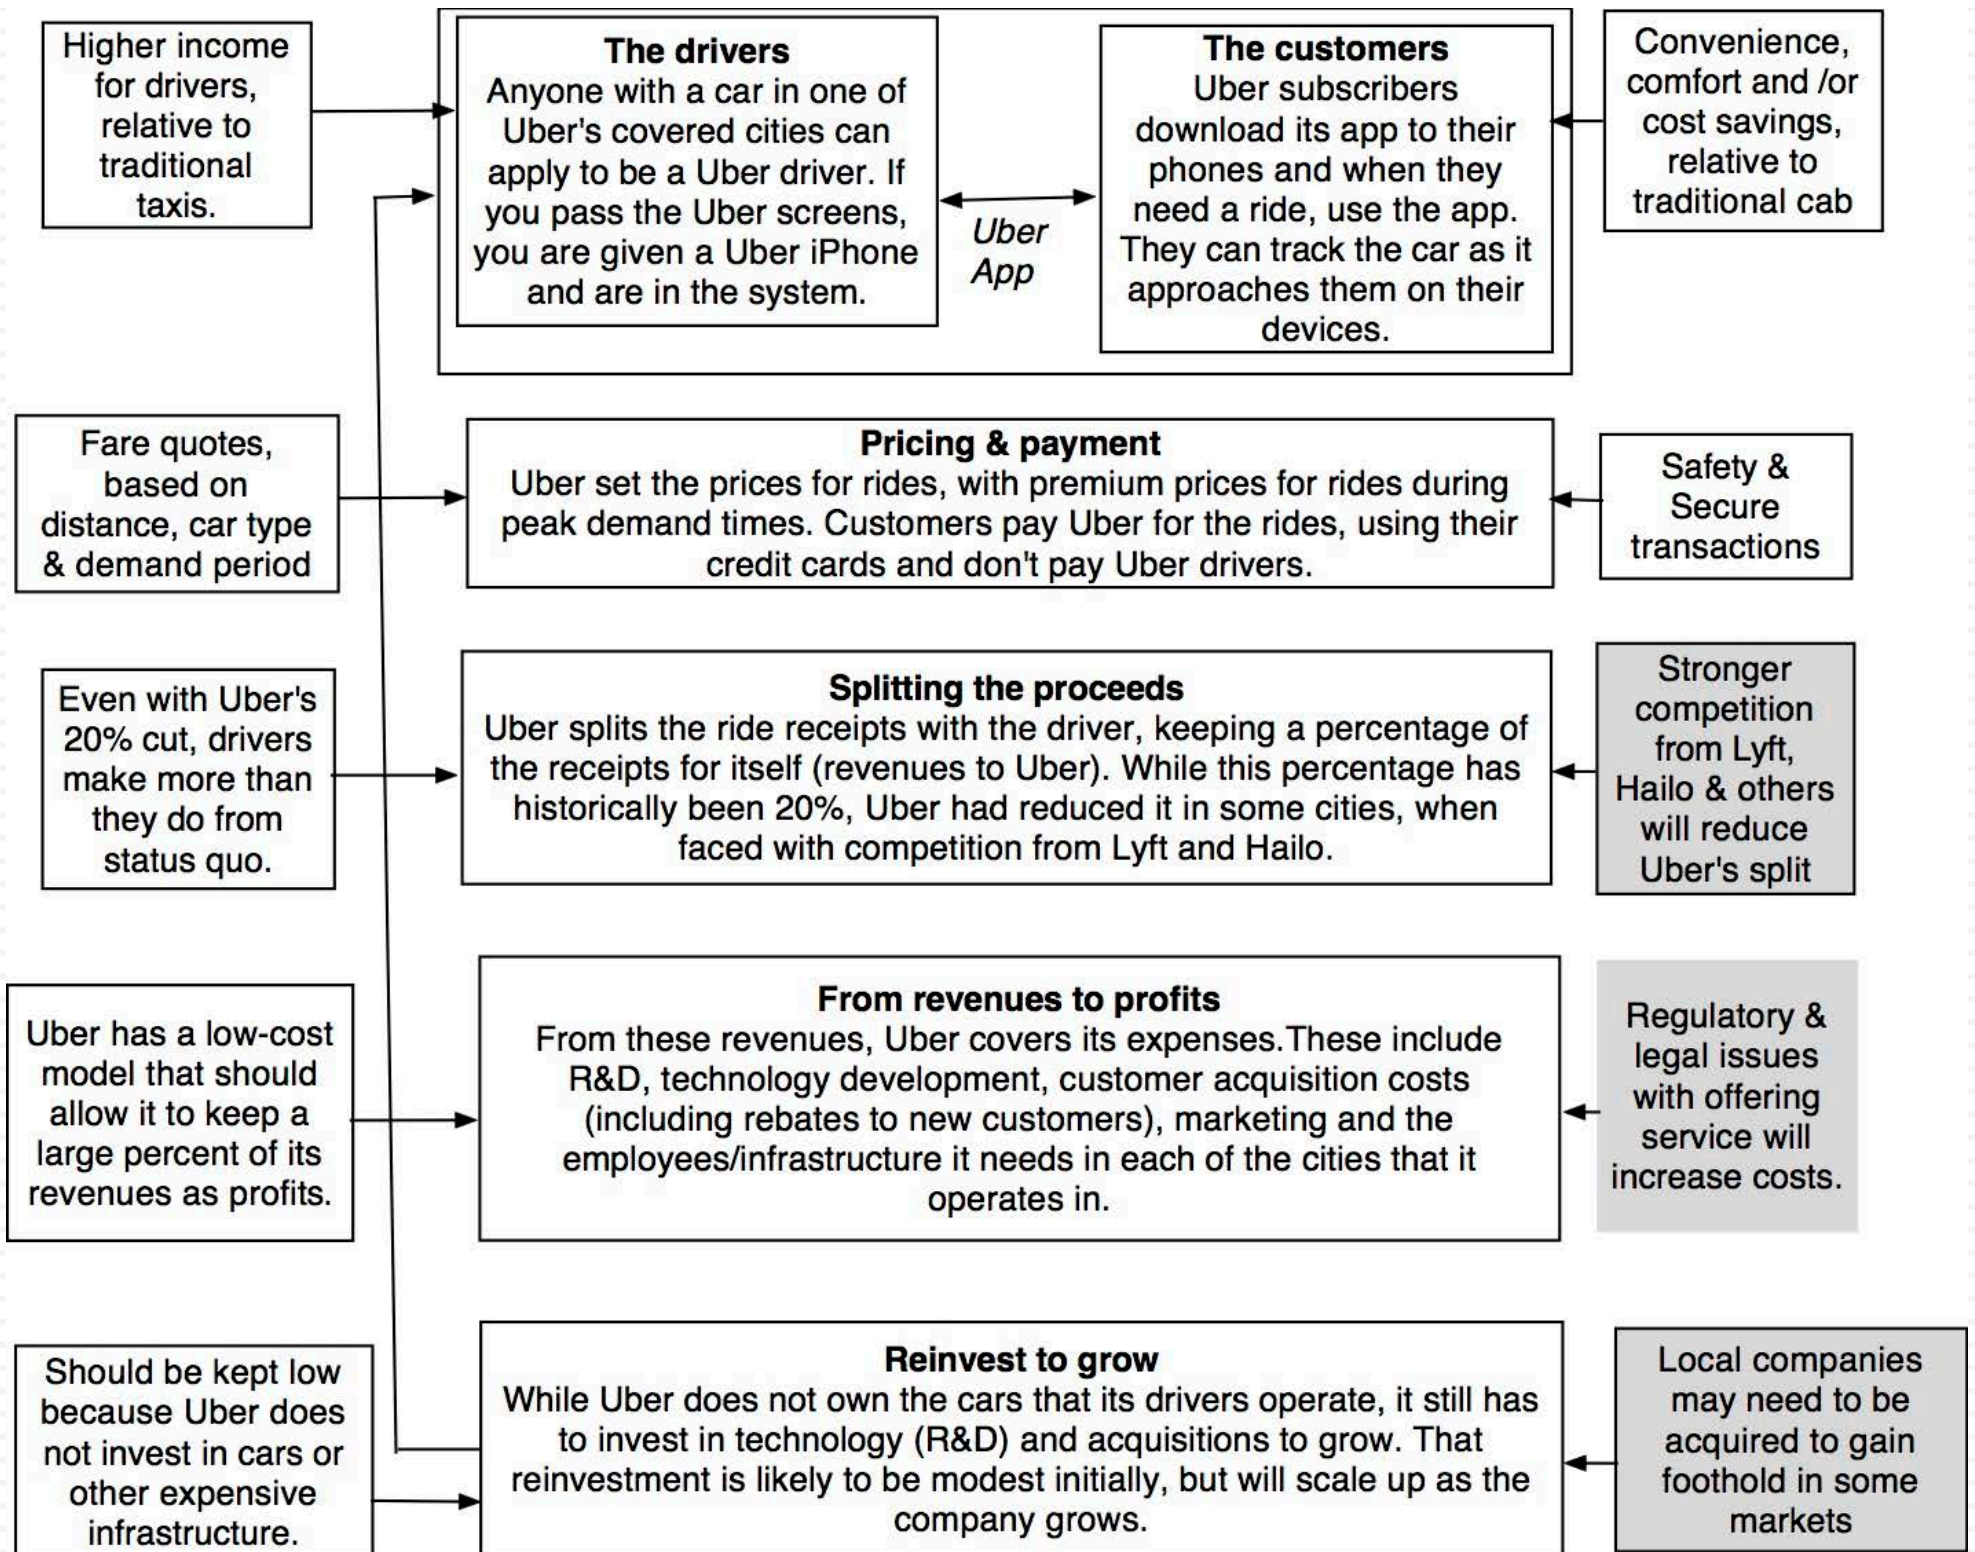 Higher income
for drivers,
relative to
traditional
taxis.
The drivers
Anyone with a car in one of
Uber's covered cities can
apply to be a Uber driver. If
you pass the Uber screens,
you are given a Uber iPhone
and are in the system.
Uber
App
The customers
Uber subscribers
download its app to their
phones and when they
need a ride, use the app.
They can track the car as it
approaches them on their
devices.
Convenience,
comfort and /or
cost savings,
relative to
traditional cab
Fare quotes,
based on
distance, car type
& demand period
Pricing & payment
Uber set the prices for rides, with premium prices for rides during
peak demand times. Customers pay Uber for the rides, using their
credit cards and don't pay Uber drivers.
Safety &
Secure
transactions
Even with Uber's
20% cut, drivers
make more than
they do from
status quo.
Splitting the proceeds
Uber splits the ride receipts with the driver, keeping a percentage of
the receipts for itself (revenues to Uber). While this percentage has
historically been 20%, Uber had reduced it in some cities, when
faced with competition from Lyft and Hailo.
Stronger
competition
from Lyft,
Hailo & others
will reduce
Uber's split
Uber has a low-cost
model that should
allow it to keep a
large percent of its
revenues as profits.
From revenues to profits
From these revenues, Uber covers its expenses.These include
R&D, technology development, customer acquisition costs
(including rebates to new customers), marketing and the
employees/infrastructure it needs in each of the cities that it
operates in.
Regulatory &
legal issues
with offering
service will
increase costs.
Should be kept low
because Uber does
not invest in cars or
other expensive
infrastructure.
Reinvest to grow
While Uber does not own the cars that its drivers operate, it still has
to invest in technology (R&D) and acquisitions to grow. That
reinvestment is likely to be modest initially, but will scale up as the
company grows.
Local companies
may need to be
acquired to gain
foothold in some
markets